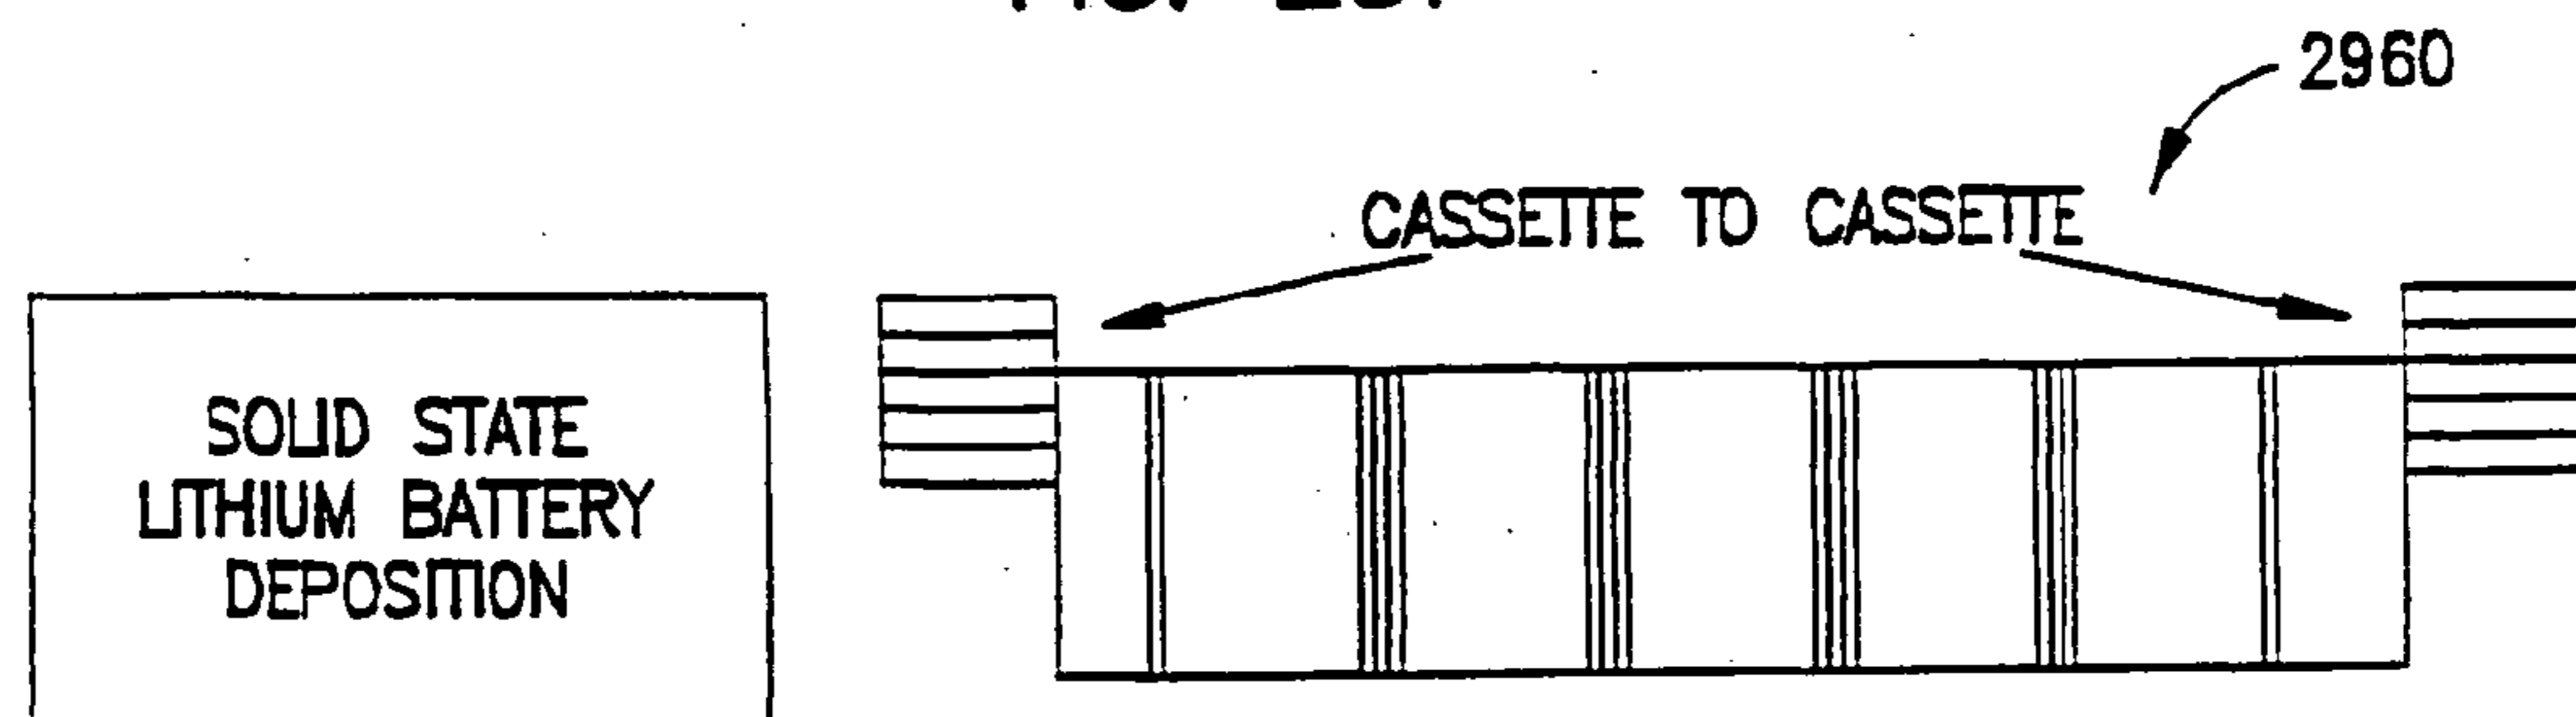 2960
CASSETTE TO CASSETTE
SOLID STATE
LITHIUM BATTERY
DEPOSITION